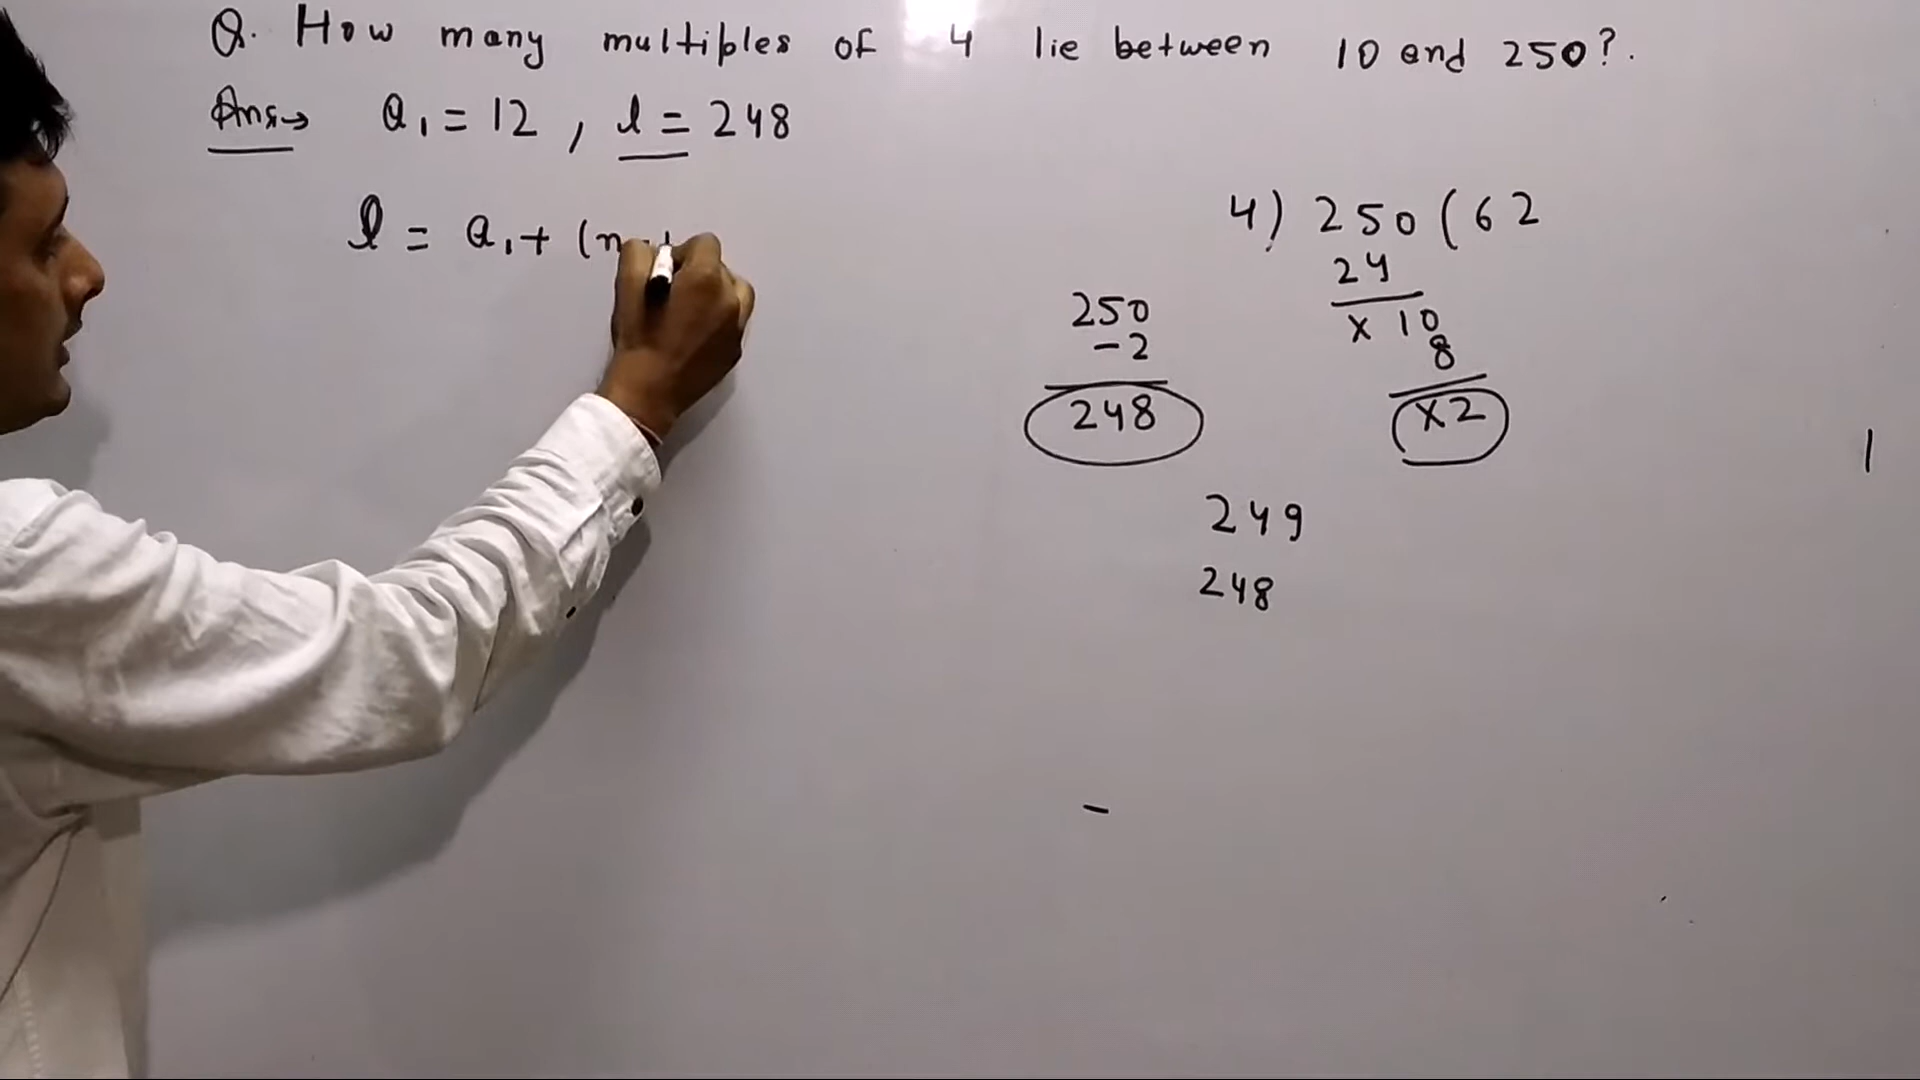 Q. How many multiples of 4 lie between 10 and 250?.
Ans→ a₁ = 12 , l = 248
l = a₁ + (n-1
4) 250 ( 62
24
x 10
8
x2
250
-2
248
249
248